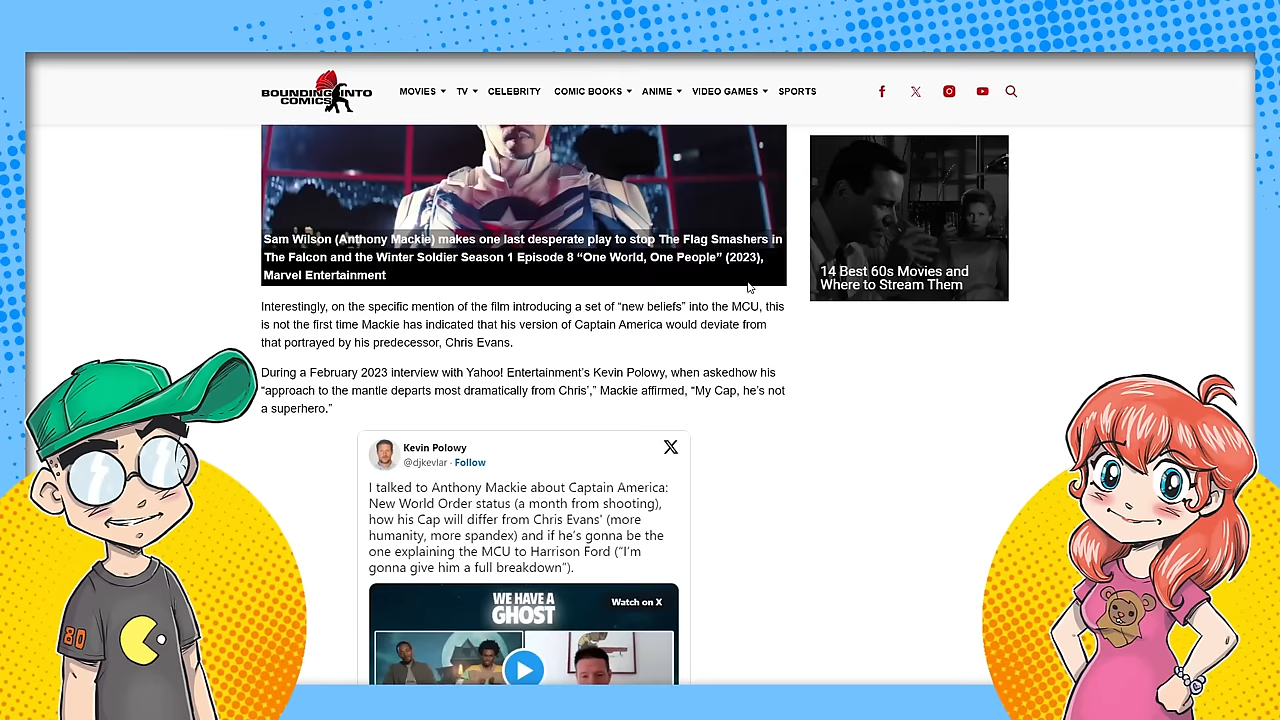 BOUNDING INTO
COMICS
MOVIES TV CELEBRITY COMIC BOOKS ANIME VIDEO GAMES SPORTS
Sam Wilson (Anthony Mackie) makes one last desperate play to stop The Flag Smashers in
The Falcon and the Winter Soldier Season 1 Episode 8 “One World, One People” (2023),
Marvel Entertainment
14 Best 60s Movies and
Where to Stream Them
Interestingly, on the specific mention of the film introducing a set of “new beliefs” into the MCU, this
is not the first time Mackie has indicated that his version of Captain America would deviate from
that portrayed by his predecessor, Chris Evans.
During a February 2023 interview with Yahoo! Entertainment’s Kevin Polowy, when askedhow his
“approach to the mantle departs most dramatically from Chris’,” Mackie affirmed, “My Cap, he’s not
a superhero.”
Kevin Polowy
@djkevlar · Follow
I talked to Anthony Mackie about Captain America:
New World Order status (a month from shooting),
how his Cap will differ from Chris Evans' (more
humanity, more spandex) and if he's gonna be the
one explaining the MCU to Harrison Ford ("I'm
gonna give him a full breakdown").
WE HAVE A
GHOST
Watch on X
80